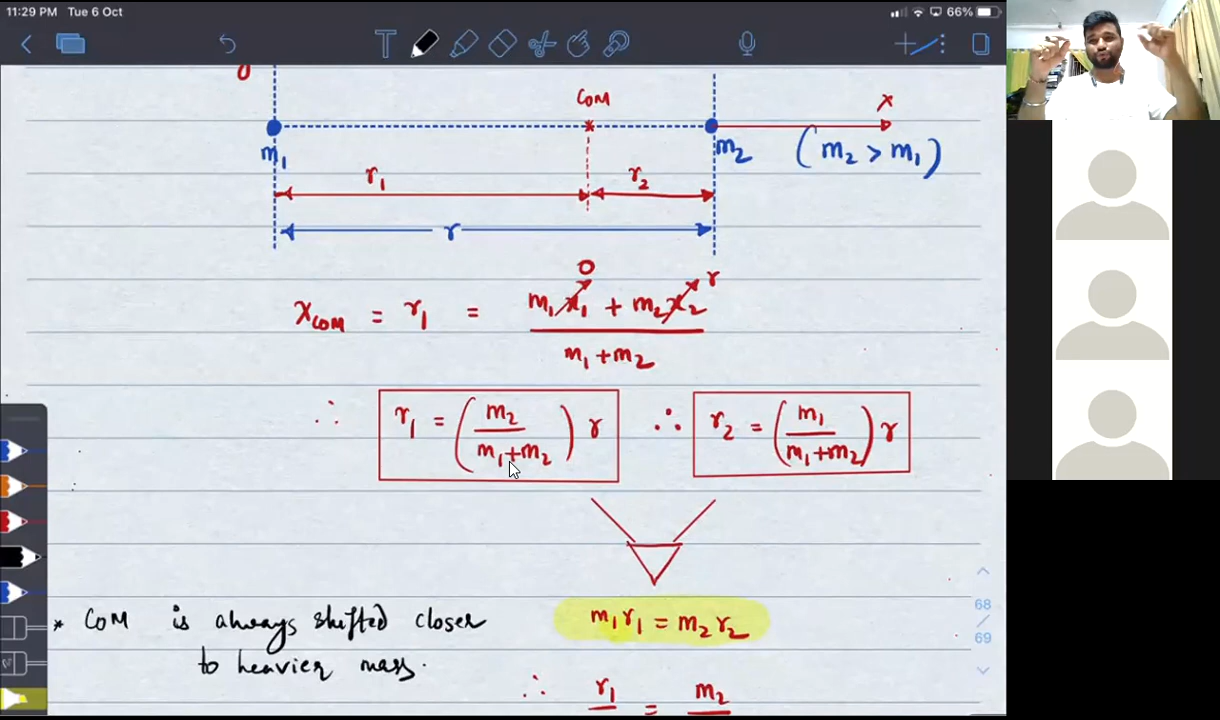 11:29 PM Tue 6 Oct 66%
T
0
COM x
m₁ m₂ (m₂ > m₁)
r₁ r₂
r
0 r
x_COM = r₁ = m₁x₁ + m₂x₂ / m₁+m₂
∴ r₁ = (m₂ / m₁+m₂) r ∴ r₂ = (m₁ / m₁+m₂) r
* COM is always shifted closer
to heavier mass.
m₁r₁ = m₂r₂
∴ r₁ = m₂
68
/
69